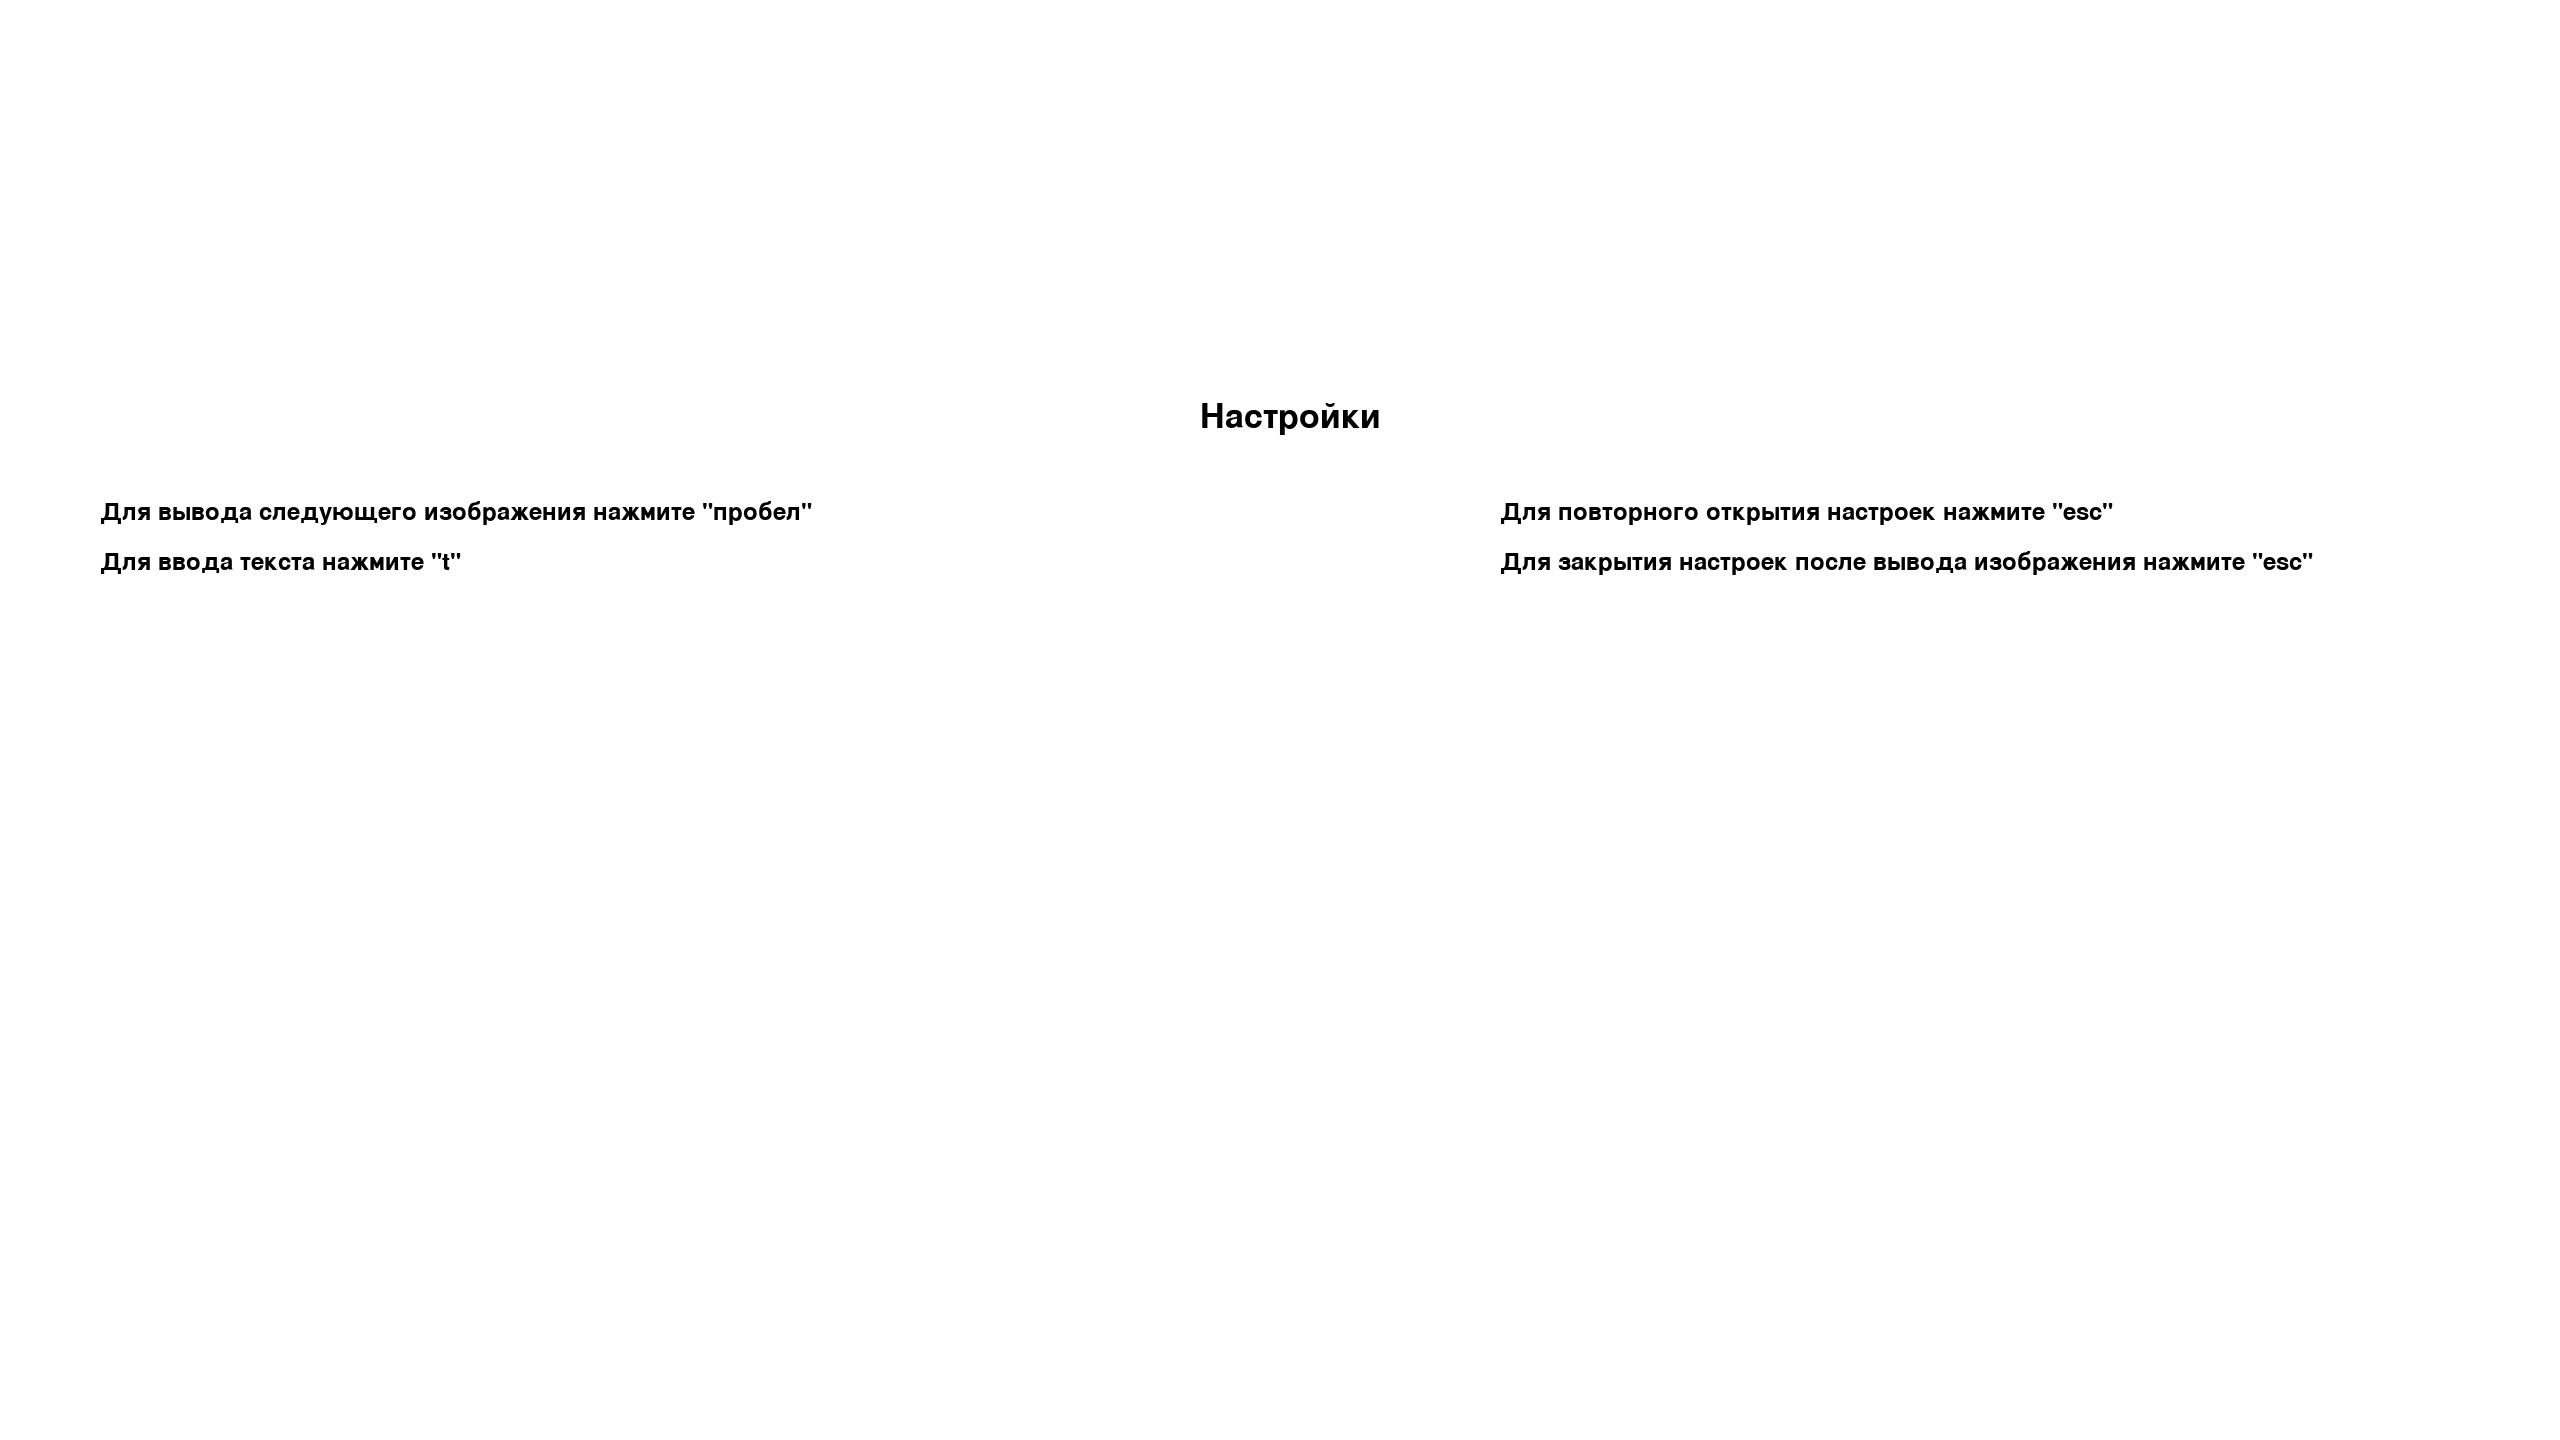 Настройки
Для вывода следующего изображения нажмите "пробел"
Для ввода текста нажмите "t"
Для повторного открытия настроек нажмите "esc"
Для закрытия настроек после вывода изображения нажмите "esc"